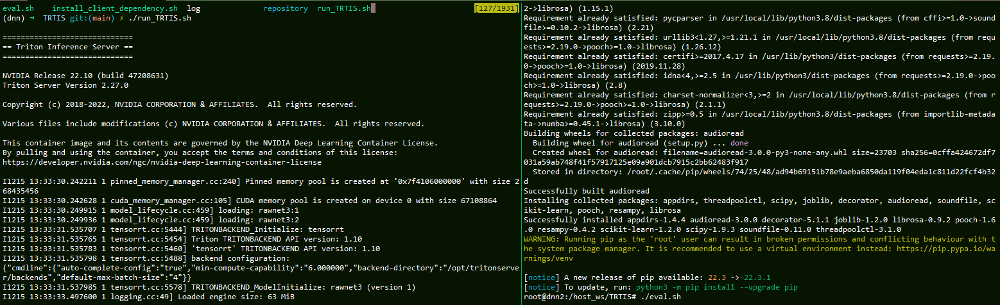 eval.sh    install_client_dependency.sh  log              repository  run_TRTIS.sh                       [127/1931]
(dnn) → TRTIS git:(main) ✗ ./run_TRTIS.sh
=============================
== Triton Inference Server ==
=============================
NVIDIA Release 22.10 (build 47208631)
Triton Server Version 2.27.0
Copyright (c) 2018-2022, NVIDIA CORPORATION & AFFILIATES.  All rights reserved.
Various files include modifications (c) NVIDIA CORPORATION & AFFILIATES.  All rights reserved.
This container image and its contents are governed by the NVIDIA Deep Learning Container License.
By pulling and using the container, you accept the terms and conditions of this license:
https://developer.nvidia.com/ngc/nvidia-deep-learning-container-license
I1215 13:33:30.242211 1 pinned_memory_manager.cc:240] Pinned memory pool is created at '0x7f4106000000' with size 2
68435456
I1215 13:33:30.242628 1 cuda_memory_manager.cc:105] CUDA memory pool is created on device 0 with size 67108864
I1215 13:33:30.249915 1 model_lifecycle.cc:459] loading: rawnet3:1
I1215 13:33:30.249936 1 model_lifecycle.cc:459] loading: rawnet3:2
I1215 13:33:31.535707 1 tensorrt.cc:5444] TRITONBACKEND_Initialize: tensorrt
I1215 13:33:31.535765 1 tensorrt.cc:5454] Triton TRITONBACKEND API version: 1.10
I1215 13:33:31.535783 1 tensorrt.cc:5460] 'tensorrt' TRITONBACKEND API version: 1.10
I1215 13:33:31.535798 1 tensorrt.cc:5488] backend configuration:
{"cmdline":{"auto-complete-config":"true","min-compute-capability":"6.000000","backend-directory":"/opt/tritonserve
r/backends","default-max-batch-size":"4"}}
I1215 13:33:31.537985 1 tensorrt.cc:5578] TRITONBACKEND_ModelInitialize: rawnet3 (version 1)
I1215 13:33:33.497600 1 logging.cc:49] Loaded engine size: 63 MiB
2->librosa) (1.15.1)
Requirement already satisfied: pycparser in /usr/local/lib/python3.8/dist-packages (from cffi>=1.0->sound
file>=0.10.2->librosa) (2.21)
Requirement already satisfied: urllib3<1.27,>=1.21.1 in /usr/local/lib/python3.8/dist-packages (from requ
ests>=2.19.0->pooch>=1.0->librosa) (1.26.12)
Requirement already satisfied: certifi>=2017.4.17 in /usr/lib/python3/dist-packages (from requests>=2.19.
0->pooch>=1.0->librosa) (2019.11.28)
Requirement already satisfied: idna<4,>=2.5 in /usr/lib/python3/dist-packages (from requests>=2.19.0->poo
ch>=1.0->librosa) (2.8)
Requirement already satisfied: charset-normalizer<3,>=2 in /usr/local/lib/python3.8/dist-packages (from r
equests>=2.19.0->pooch>=1.0->librosa) (2.1.1)
Requirement already satisfied: zipp>=0.5 in /usr/local/lib/python3.8/dist-packages (from importlib-metada
ta->numba>=0.45.1->librosa) (3.10.0)
Building wheels for collected packages: audioread
  Building wheel for audioread (setup.py) ... done
  Created wheel for audioread: filename=audioread-3.0.0-py3-none-any.whl size=23703 sha256=0cffa424672df7
031a59ab748f41f57917125e09a901dcb7915c2bb62483f917
  Stored in directory: /root/.cache/pip/wheels/74/25/48/ad94b69151b78e9aeba6850da119f04eda1c811d22fcf4b32
d
Successfully built audioread
Installing collected packages: appdirs, threadpoolctl, scipy, joblib, decorator, audioread, soundfile, sc
ikit-learn, pooch, resampy, librosa
Successfully installed appdirs-1.4.4 audioread-3.0.0 decorator-5.1.1 joblib-1.2.0 librosa-0.9.2 pooch-1.6
.0 resampy-0.4.2 scikit-learn-1.2.0 scipy-1.9.3 soundfile-0.11.0 threadpoolctl-3.1.0
WARNING: Running pip as the 'root' user can result in broken permissions and conflicting behaviour with t
he system package manager. It is recommended to use a virtual environment instead: https://pip.pypa.io/wa
rnings/venv
[notice] A new release of pip available: 22.3 -> 22.3.1
[notice] To update, run: python3 -m pip install --upgrade pip
root@dnn2:/host_ws/TRTIS# ./eval.sh